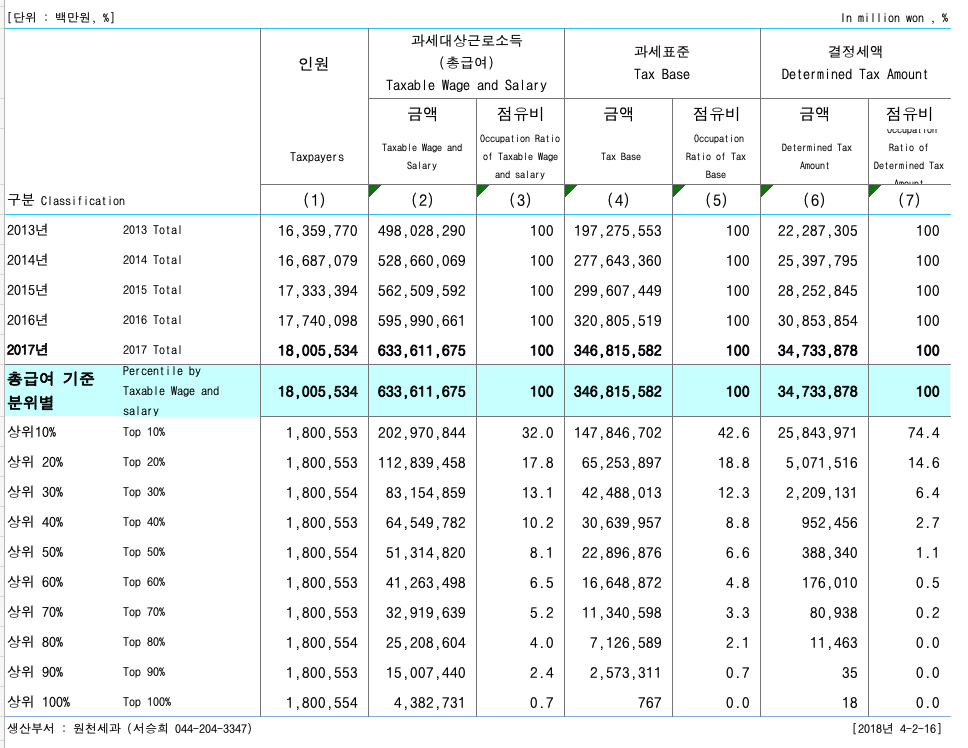 [단위 : 백만원, %] In million won , %
인원 과세대상근로소득 (총급여) Taxable Wage and Salary 과세표준 Tax Base 결정세액 Determined Tax Amount
금액 점유비 금액 점유비 금액 점유비
Taxpayers Taxable Wage and Salary Occupation Ratio of Taxable Wage and salary Tax Base Occupation Ratio of Tax Base Determined Tax Amount Occupation Ratio of Determined Tax Amount
구분 Classification (1) (2) (3) (4) (5) (6) (7)
2013년 2013 Total 16,359,770 498,028,290 100 197,275,553 100 22,287,305 100
2014년 2014 Total 16,687,079 528,660,069 100 277,643,360 100 25,397,795 100
2015년 2015 Total 17,333,394 562,509,592 100 299,607,449 100 28,252,845 100
2016년 2016 Total 17,740,098 595,990,661 100 320,805,519 100 30,853,854 100
2017년 2017 Total 18,005,534 633,611,675 100 346,815,582 100 34,733,878 100
총급여 기준 분위별 Percentile by Taxable Wage and salary 18,005,534 633,611,675 100 346,815,582 100 34,733,878 100
상위10% Top 10% 1,800,553 202,970,844 32.0 147,846,702 42.6 25,843,971 74.4
상위 20% Top 20% 1,800,553 112,839,458 17.8 65,253,897 18.8 5,071,516 14.6
상위 30% Top 30% 1,800,554 83,154,859 13.1 42,488,013 12.3 2,209,131 6.4
상위 40% Top 40% 1,800,553 64,549,782 10.2 30,639,957 8.8 952,456 2.7
상위 50% Top 50% 1,800,554 51,314,820 8.1 22,896,876 6.6 388,340 1.1
상위 60% Top 60% 1,800,553 41,263,498 6.5 16,648,872 4.8 176,010 0.5
상위 70% Top 70% 1,800,553 32,919,639 5.2 11,340,598 3.3 80,938 0.2
상위 80% Top 80% 1,800,554 25,208,604 4.0 7,126,589 2.1 11,463 0.0
상위 90% Top 90% 1,800,553 15,007,440 2.4 2,573,311 0.7 35 0.0
상위 100% Top 100% 1,800,554 4,382,731 0.7 767 0.0 18 0.0
생산부서 : 원천세과 (서승희 044-204-3347) [2018년 4-2-16]